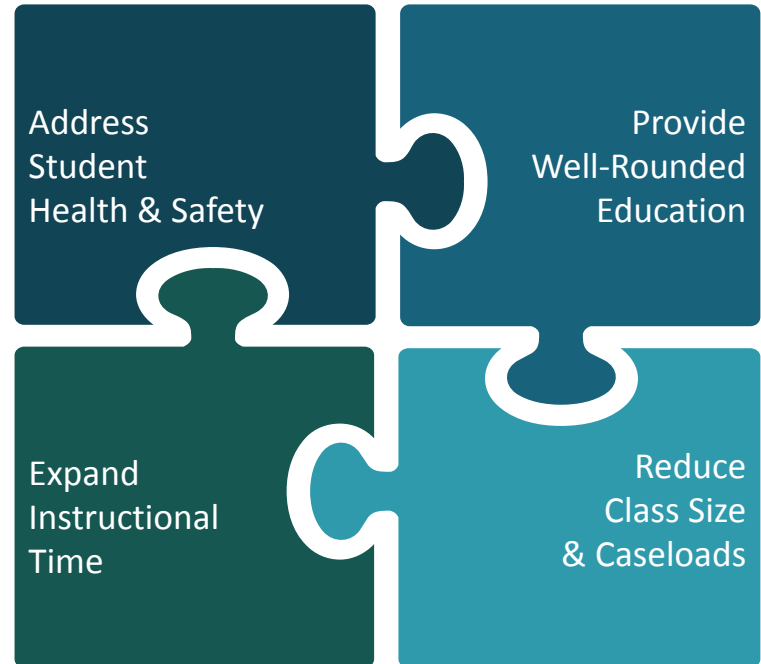 Address
Student
Health & Safety
Provide
Well-Rounded
Education
Expand
Instructional
Time
Reduce
Class Size
& Caseloads